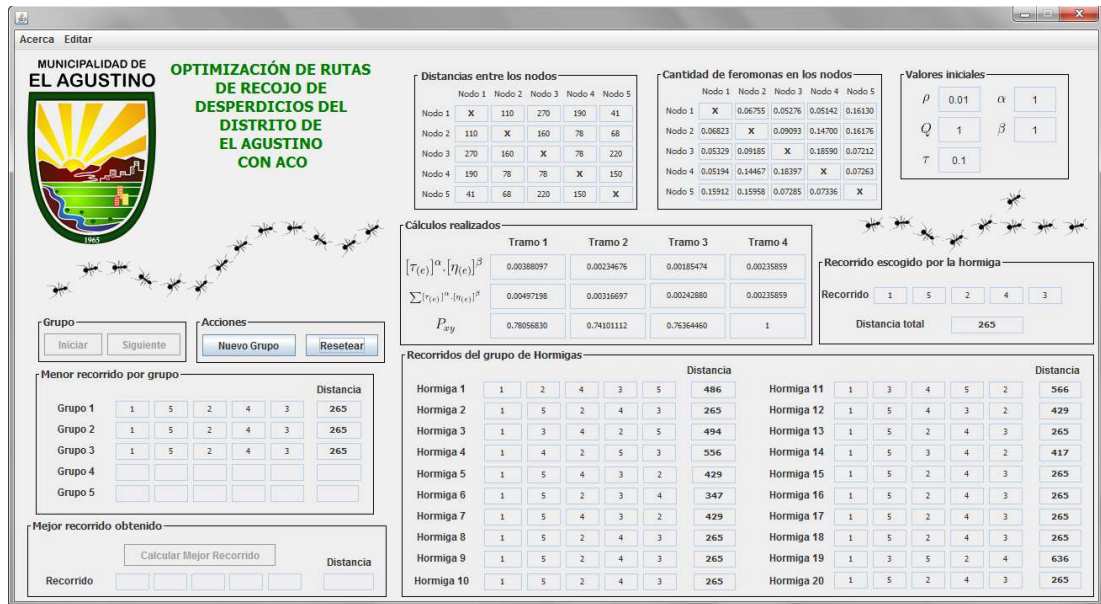 Acerca Editar
MUNICIPALIDAD DE
EL AGUSTINO
1965
OPTIMIZACIÓN DE RUTAS
DE RECOJO DE
DESPERDICIOS DEL
DISTRITO DE
EL AGUSTINO
CON ACO
Distancias entre los nodos
Nodo 1 Nodo 2 Nodo 3 Nodo 4 Nodo 5
Nodo 1 X 110 270 190 41
Nodo 2 110 X 160 78 68
Nodo 3 270 160 X 78 220
Nodo 4 190 78 78 X 150
Nodo 5 41 68 220 150 X
Cantidad de feromonas en los nodos
Nodo 1 Nodo 2 Nodo 3 Nodo 4 Nodo 5
Nodo 1 X 0.06755 0.05276 0.05142 0.16130
Nodo 2 0.06823 X 0.09093 0.14700 0.16176
Nodo 3 0.05329 0.09185 X 0.18590 0.07212
Nodo 4 0.05194 0.14467 0.18397 X 0.07263
Nodo 5 0.15912 0.15958 0.07285 0.07336 X
Valores iniciales
ρ 0.01 α 1
Q 1 β 1
τ 0.1
Cálculos realizados
Tramo 1 Tramo 2 Tramo 3 Tramo 4
[τ(e)]^α.[η(e)]^β 0.00388097 0.00234676 0.00185474 0.00235859
∑[τ(e)]^α.[η(e)]^β 0.00497198 0.00316697 0.00242880 0.00235859
Pxy 0.78056830 0.74101112 0.76364460 1
Recorrido escogido por la hormiga
Recorrido 1 5 2 4 3
Distancia total 265
Grupo
Iniciar Siguiente
Acciones
Nuevo Grupo Resetear
Menor recorrido por grupo
Distancia
Grupo 1 1 5 2 4 3 265
Grupo 2 1 5 2 4 3 265
Grupo 3 1 5 2 4 3 265
Grupo 4
Grupo 5
Mejor recorrido obtenido
Calcular Mejor Recorrido
Distancia
Recorrido
Recorridos del grupo de Hormigas
Distancia
Hormiga 1 1 2 4 3 5 486
Hormiga 2 1 5 2 4 3 265
Hormiga 3 1 3 4 2 5 494
Hormiga 4 1 4 2 5 3 556
Hormiga 5 1 5 4 3 2 429
Hormiga 6 1 5 2 3 4 347
Hormiga 7 1 5 4 3 2 429
Hormiga 8 1 5 2 4 3 265
Hormiga 9 1 5 2 4 3 265
Hormiga 10 1 5 2 4 3 265
Distancia
Hormiga 11 1 3 4 5 2 566
Hormiga 12 1 5 4 3 2 429
Hormiga 13 1 5 2 4 3 265
Hormiga 14 1 5 3 4 2 417
Hormiga 15 1 5 2 4 3 265
Hormiga 16 1 5 2 4 3 265
Hormiga 17 1 5 2 4 3 265
Hormiga 18 1 5 2 4 3 265
Hormiga 19 1 3 5 2 4 636
Hormiga 20 1 5 2 4 3 265